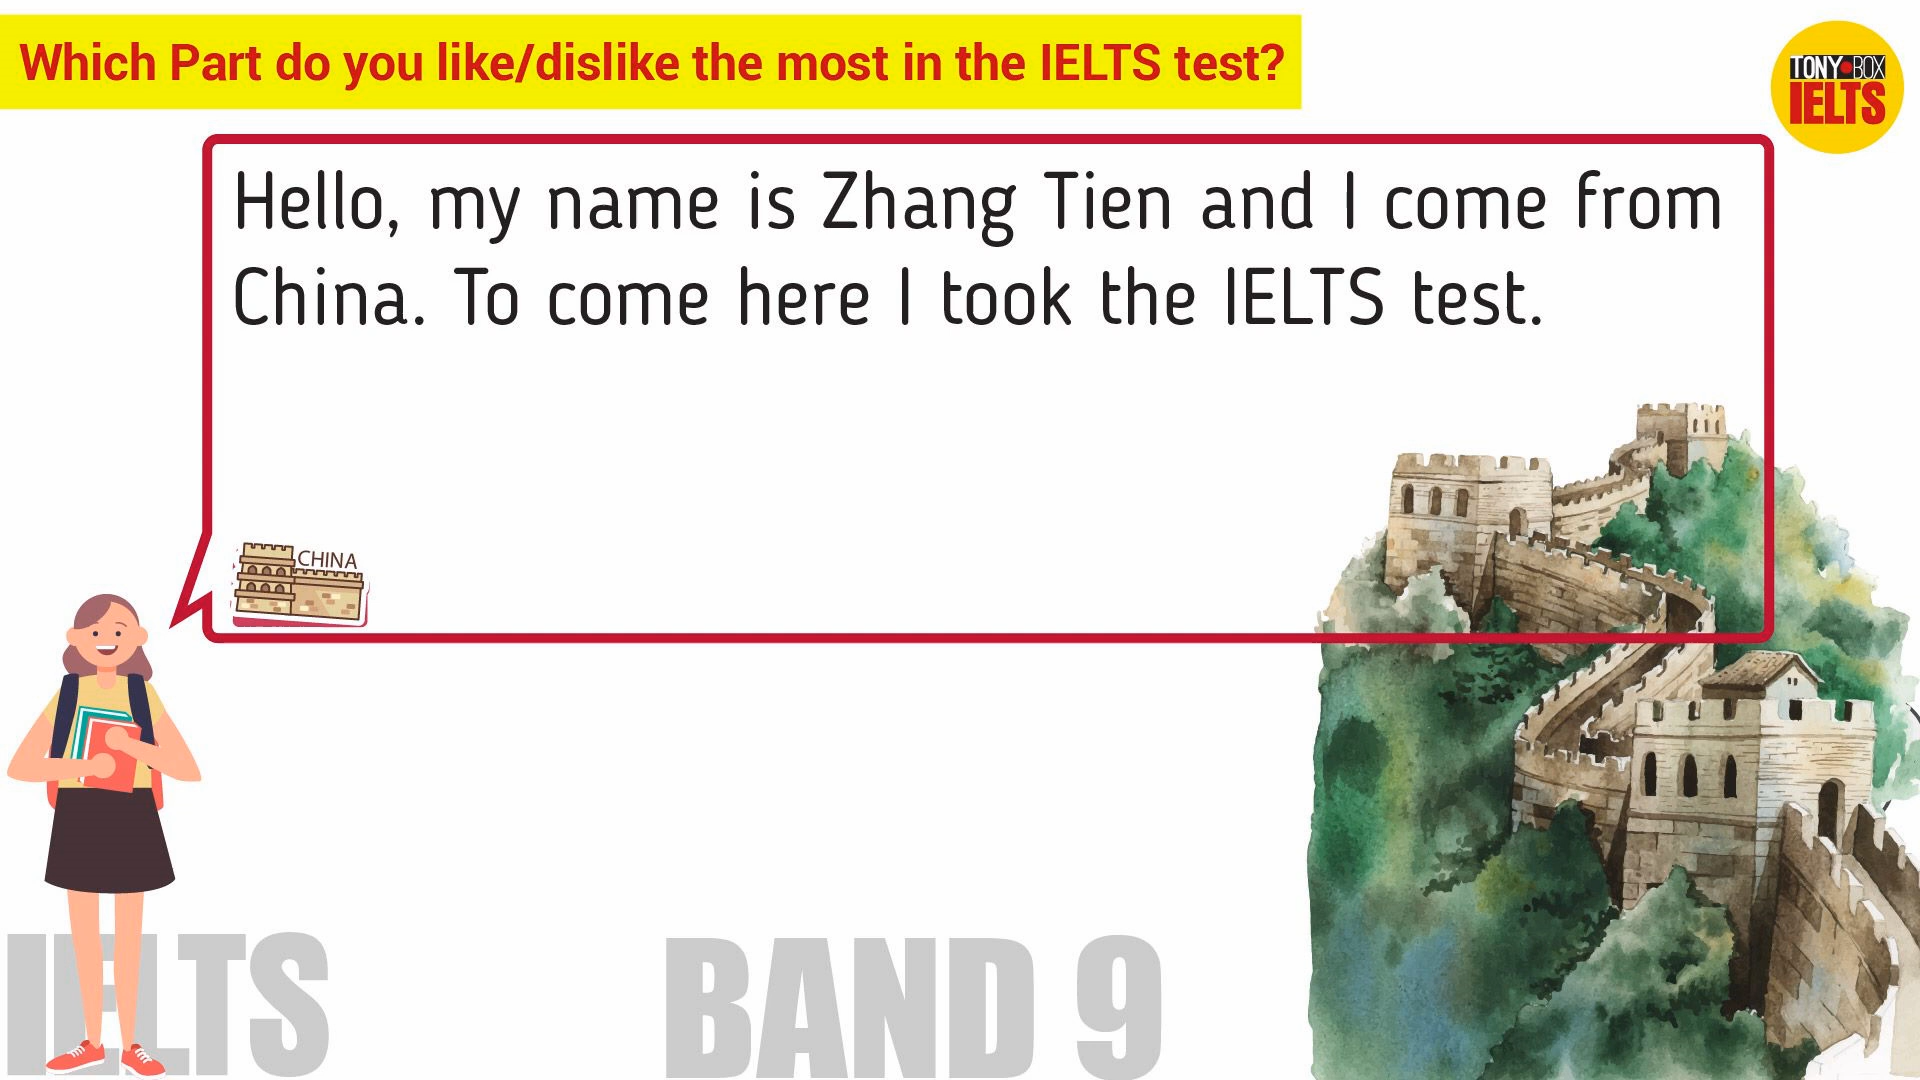 Which Part do you like/dislike the most in the IELTS test?
TONY BOX
IELTS
Hello, my name is Zhang Tien and I come from
China. To come here I took the IELTS test.
CHINA
IELTS
BAND 9